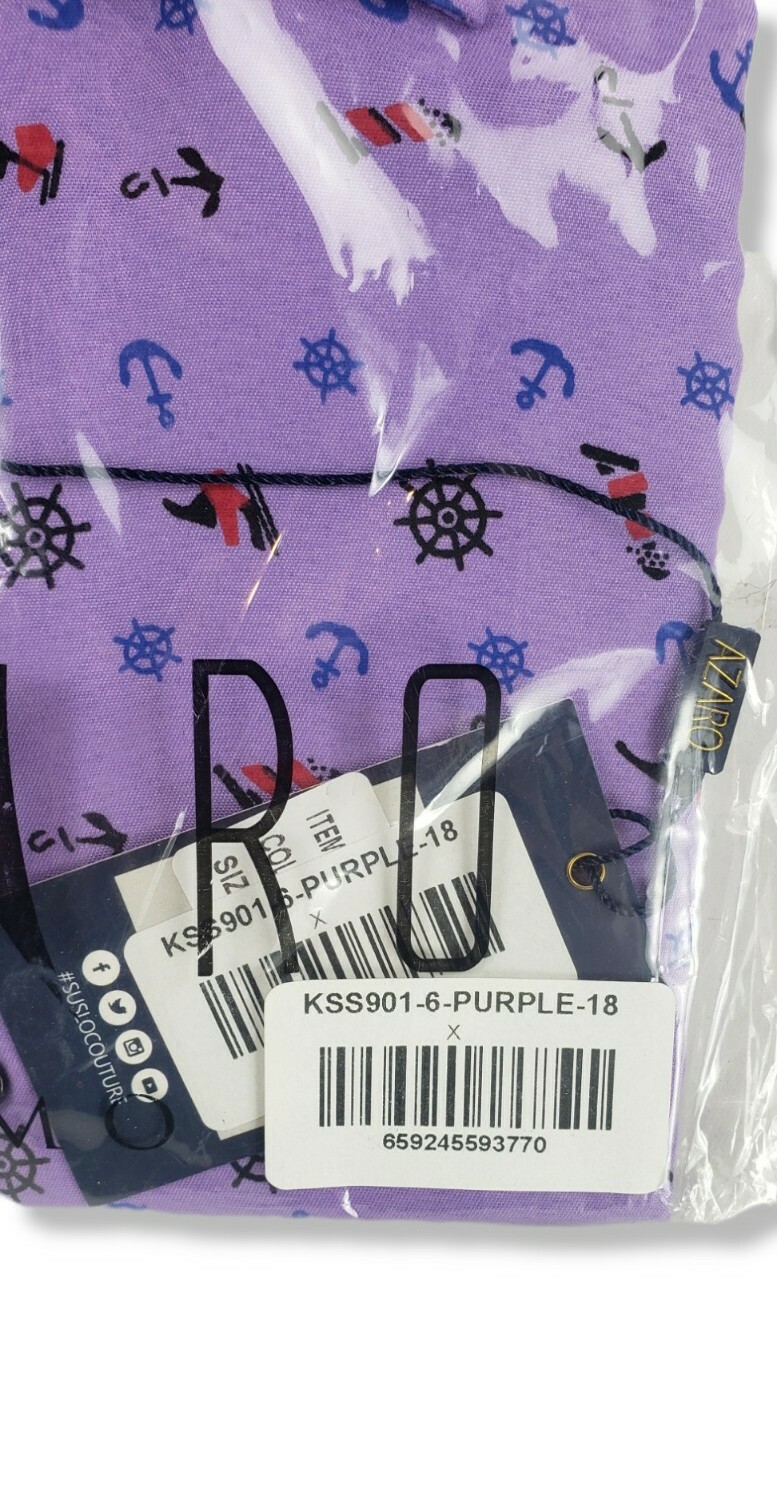 AZARO
RO
ITEM
COL
SIZ
KSS901-6-PURPLE-18
X
#SUSLOCOUTURE
KSS901-6-PURPLE-18
X
659245593770